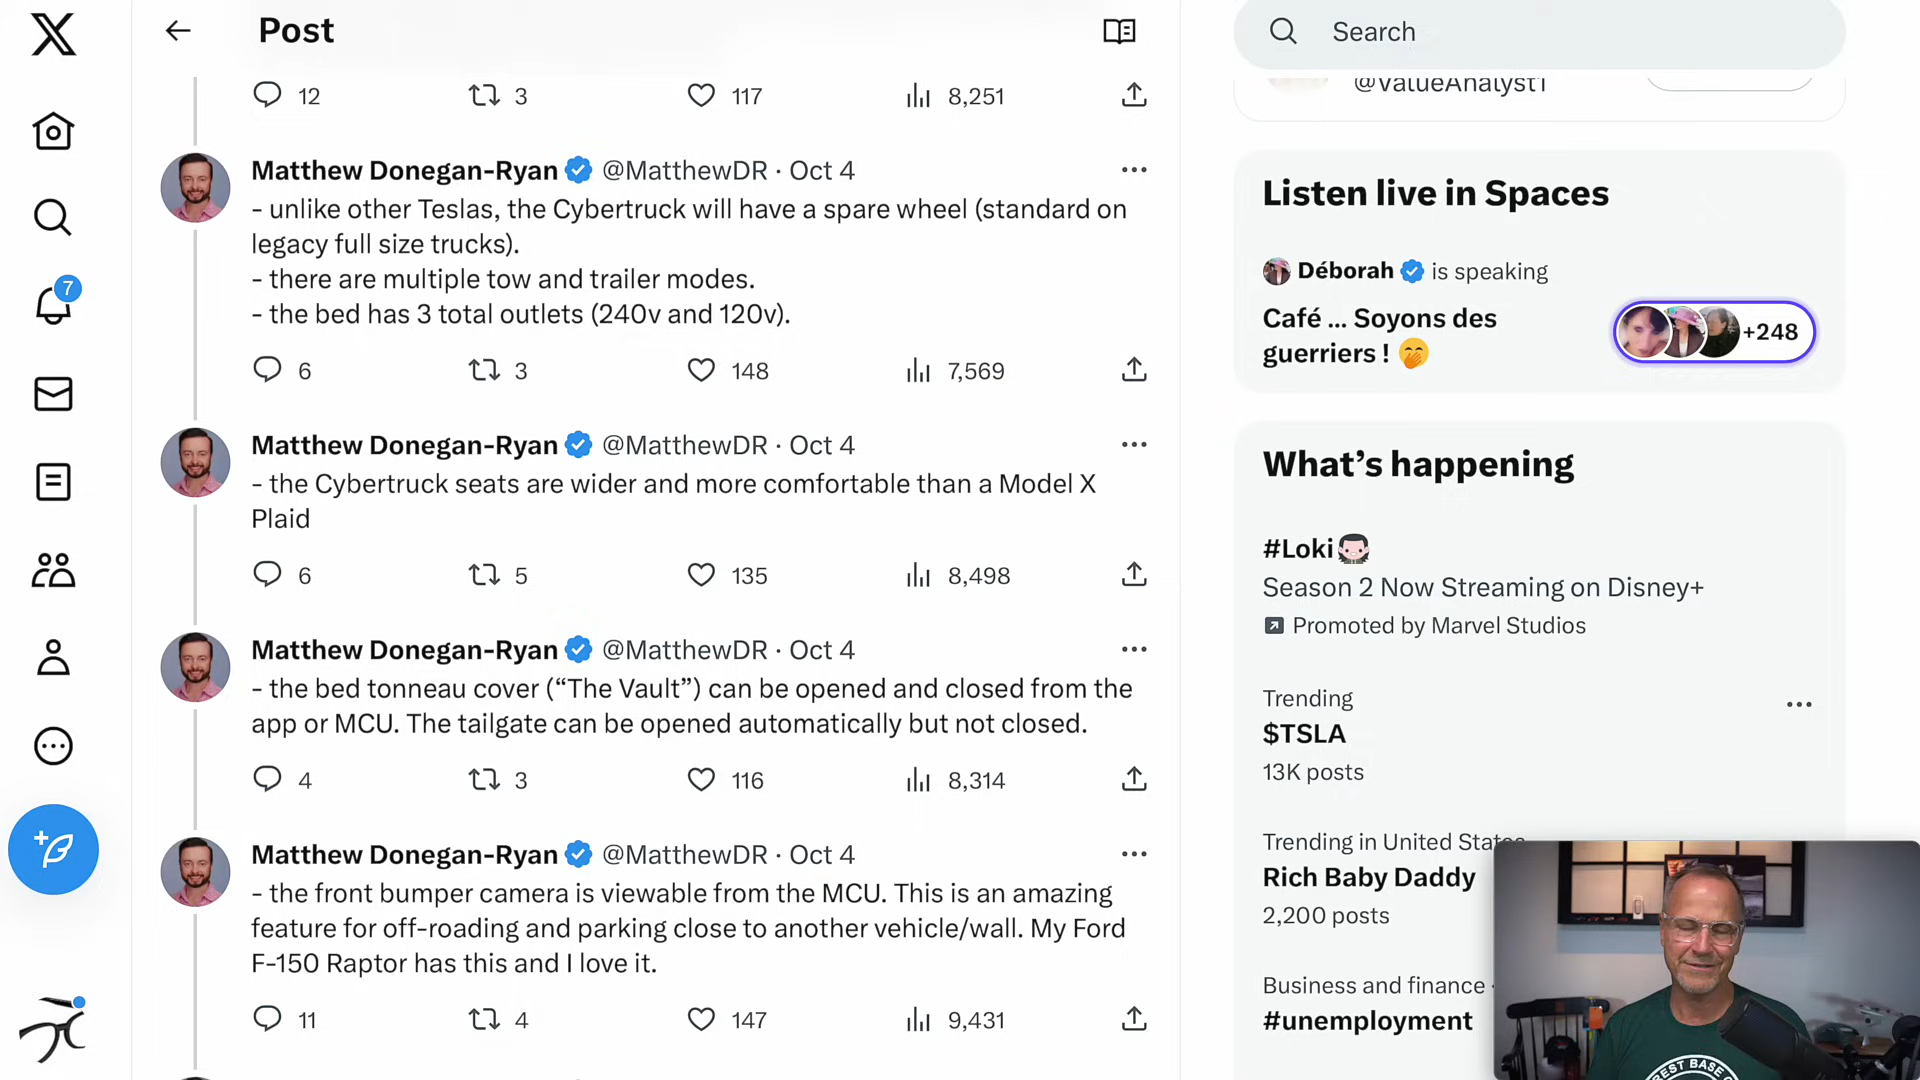 Post
Search
12 3 117 8,251
@ValueAnalyst1
Matthew Donegan-Ryan @MatthewDR · Oct 4
- unlike other Teslas, the Cybertruck will have a spare wheel (standard on
legacy full size trucks).
- there are multiple tow and trailer modes.
- the bed has 3 total outlets (240v and 120v).
6 3 148 7,569
Matthew Donegan-Ryan @MatthewDR · Oct 4
- the Cybertruck seats are wider and more comfortable than a Model X
Plaid
6 5 135 8,498
Matthew Donegan-Ryan @MatthewDR · Oct 4
- the bed tonneau cover (“The Vault”) can be opened and closed from the
app or MCU. The tailgate can be opened automatically but not closed.
4 3 116 8,314
Matthew Donegan-Ryan @MatthewDR · Oct 4
- the front bumper camera is viewable from the MCU. This is an amazing
feature for off-roading and parking close to another vehicle/wall. My Ford
F-150 Raptor has this and I love it.
11 4 147 9,431
7
Listen live in Spaces
Déborah is speaking
Café ... Soyons des
guerriers !
+248
What’s happening
#Loki
Season 2 Now Streaming on Disney+
Promoted by Marvel Studios
Trending
$TSLA
13K posts
Trending in United States
Rich Baby Daddy
2,200 posts
Business and finance ·
#unemployment